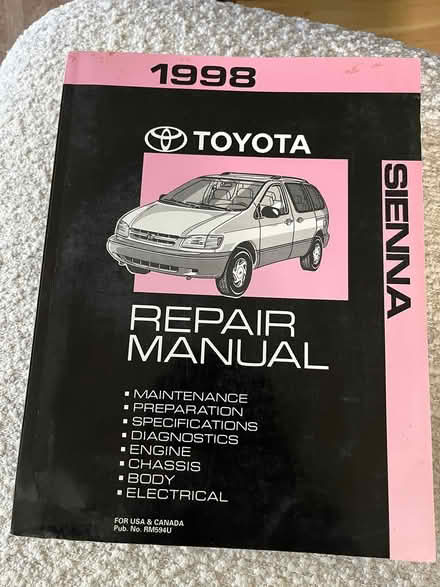 1998
TOYOTA
SIENNA
REPAIR
MANUAL
▪ MAINTENANCE
▪ PREPARATION
▪ SPECIFICATIONS
▪ DIAGNOSTICS
▪ ENGINE
▪ CHASSIS
▪ BODY
▪ ELECTRICAL
FOR USA & CANADA
Pub. No. RM594U